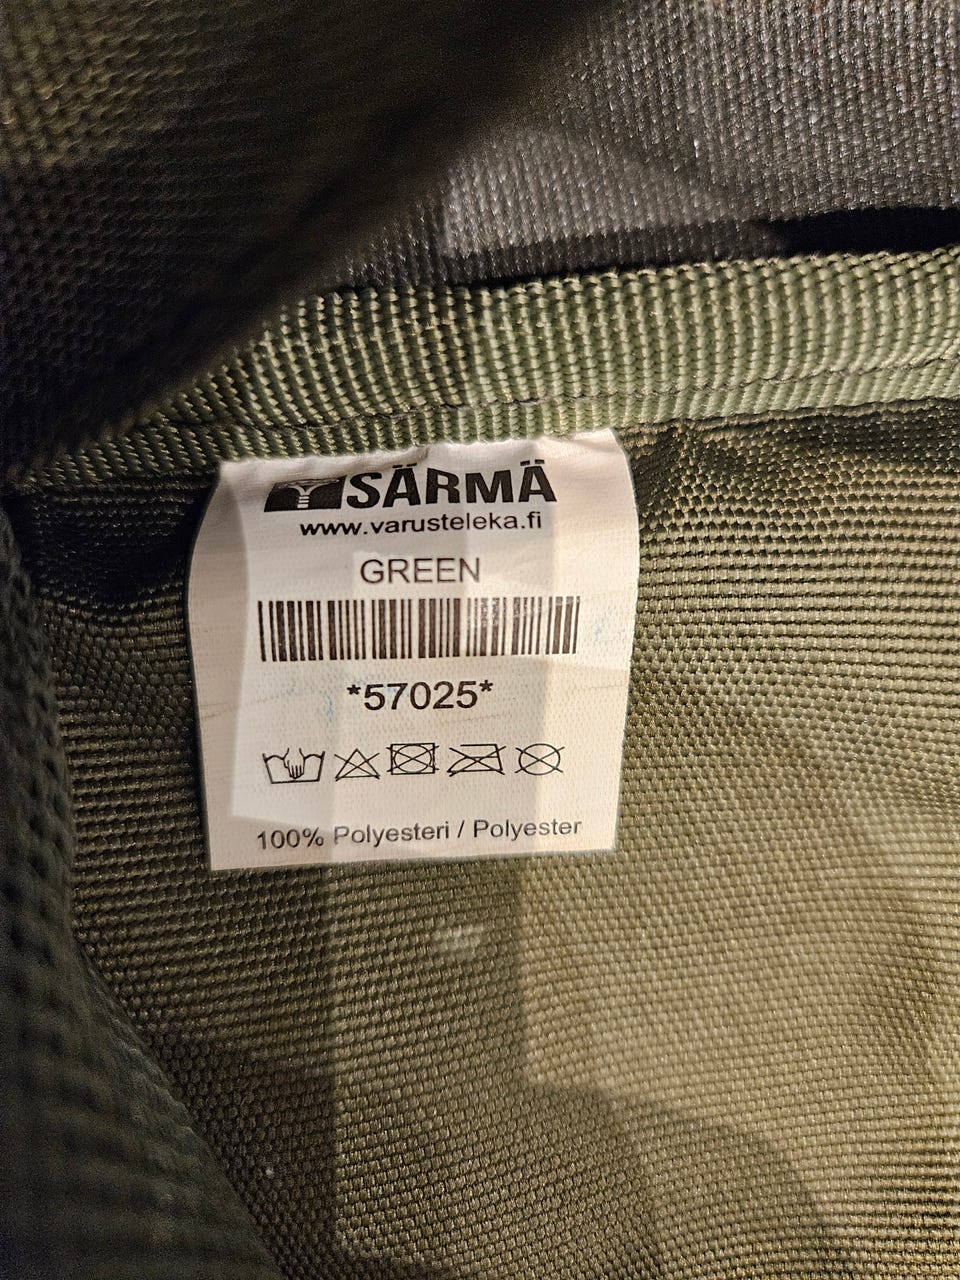 SÄRMÄ
www.varusteleka.fi
GREEN
*57025*
100% Polyesteri / Polyester